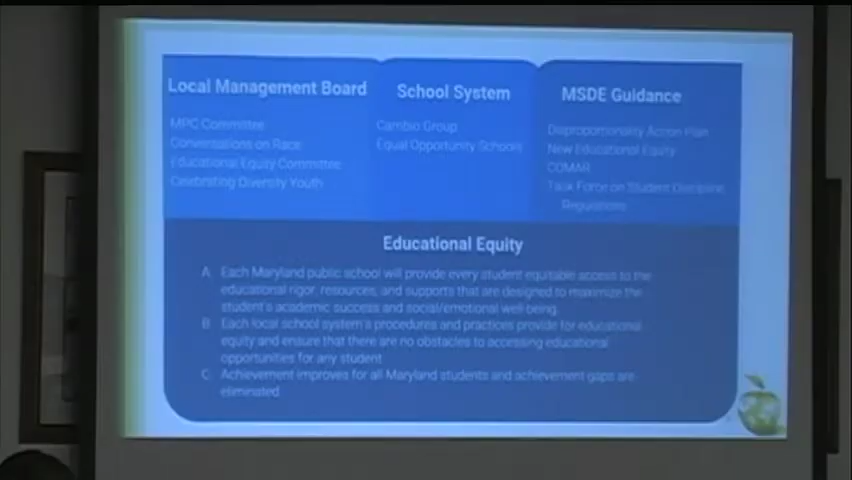 Local Management Board
MPC Committee
Conversations on Race
Educational Equity Committee
Celebrating Diversity Youth
School System
Cambio Group
Equal Opportunity Schools
MSDE Guidance
Disproportionality Action Plan
New Educational Equity
COMAR
Task Force on Student Discipline
Regulations
Educational Equity
A. Each Maryland public school will provide every student equitable access to the
educational rigor, resources, and supports that are designed to maximize the
student's academic success and social/emotional well-being.
B. Each local school system's procedures and practices provide for educational
equity and ensure that there are no obstacles to accessing educational
opportunities for any student
C. Achievement improves for all Maryland students and achievement gaps are
eliminated